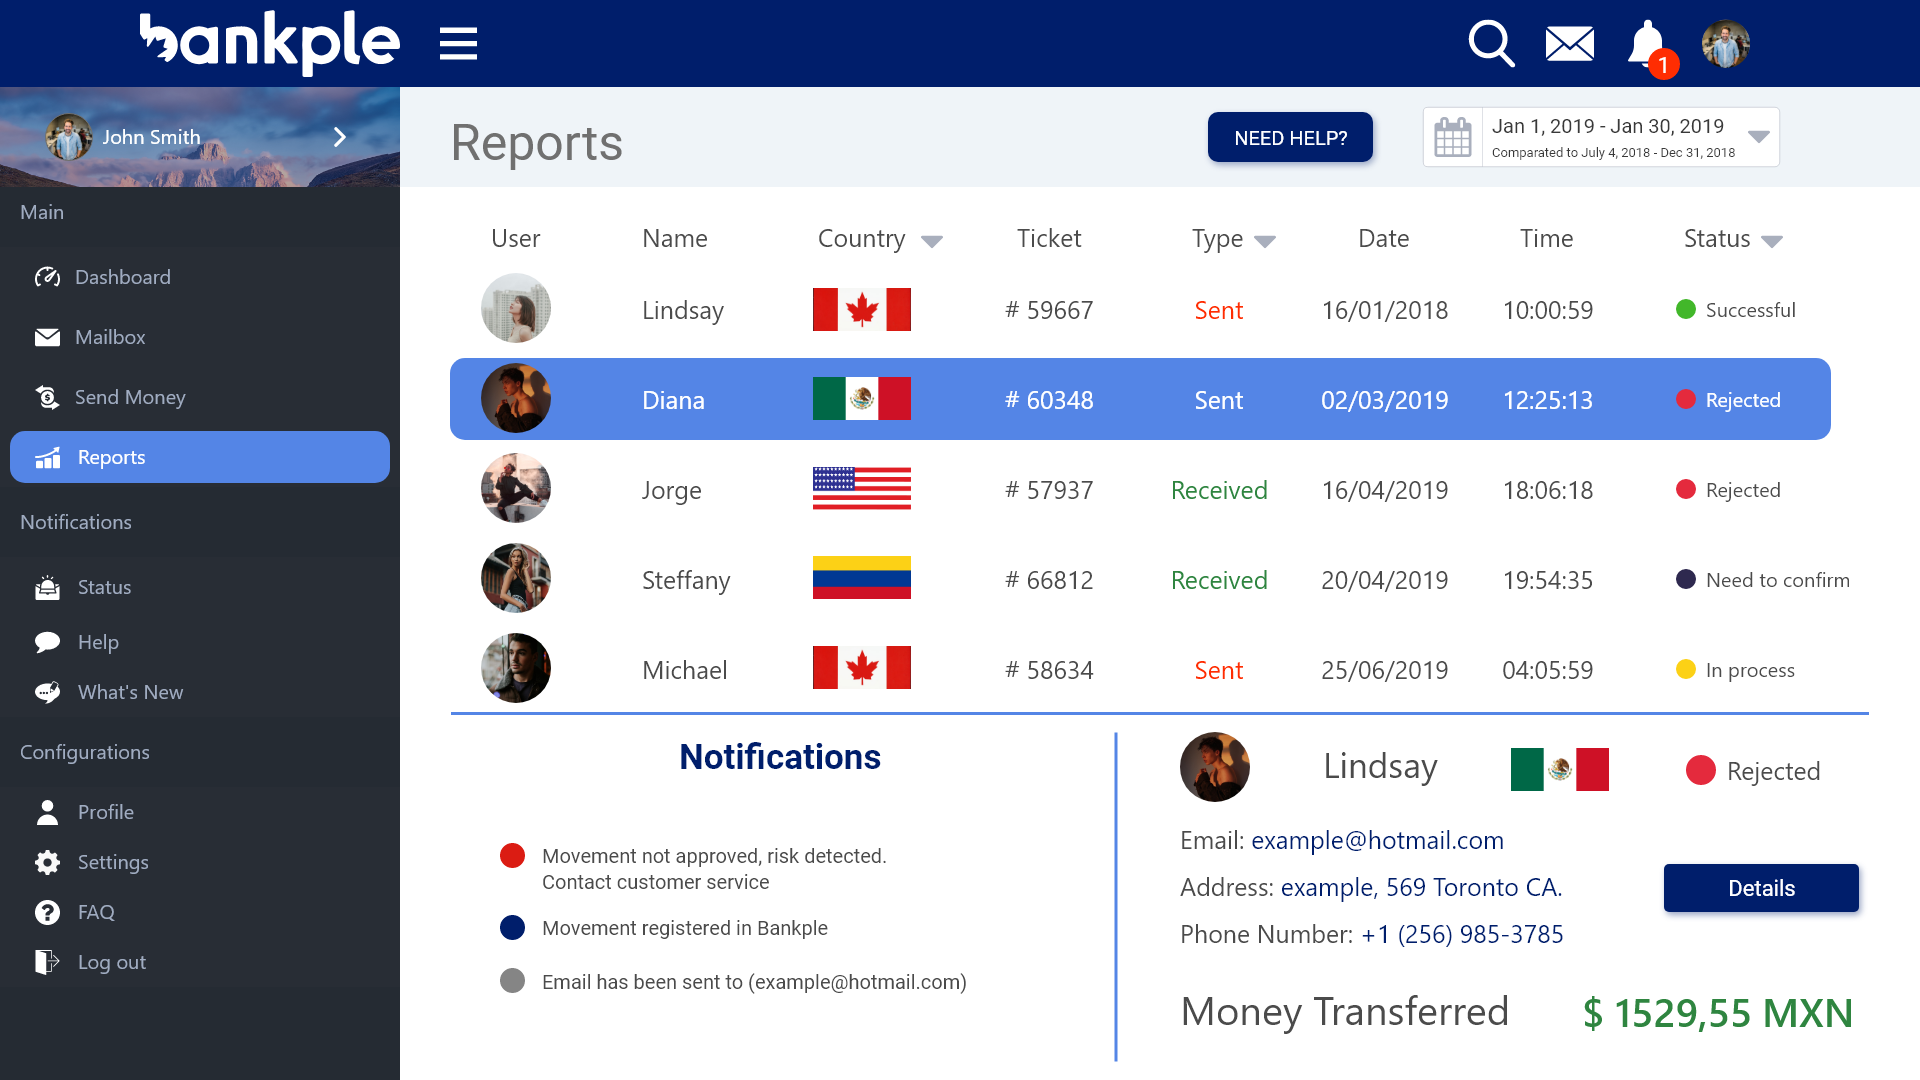 bankple
1
John Smith
Main
Dashboard
Mailbox
Send Money
Reports
Notifications
Status
Help
What's New
Configurations
Profile
Settings
FAQ
Log out
Reports
NEED HELP?
Jan 1, 2019 - Jan 30, 2019
Comparated to July 4, 2018 - Dec 31, 2018
User Name Country Ticket Type Date Time Status
Lindsay # 59667 Sent 16/01/2018 10:00:59 Successful
Diana # 60348 Sent 02/03/2019 12:25:13 Rejected
Jorge # 57937 Received 16/04/2019 18:06:18 Rejected
Steffany # 66812 Received 20/04/2019 19:54:35 Need to confirm
Michael # 58634 Sent 25/06/2019 04:05:59 In process
Notifications
Movement not approved, risk detected.
Contact customer service
Movement registered in Bankple
Email has been sent to (example@hotmail.com)
Lindsay Rejected
Email: example@hotmail.com
Address: example, 569 Toronto CA.
Phone Number: +1 (256) 985-3785
Details
Money Transferred $ 1529,55 MXN